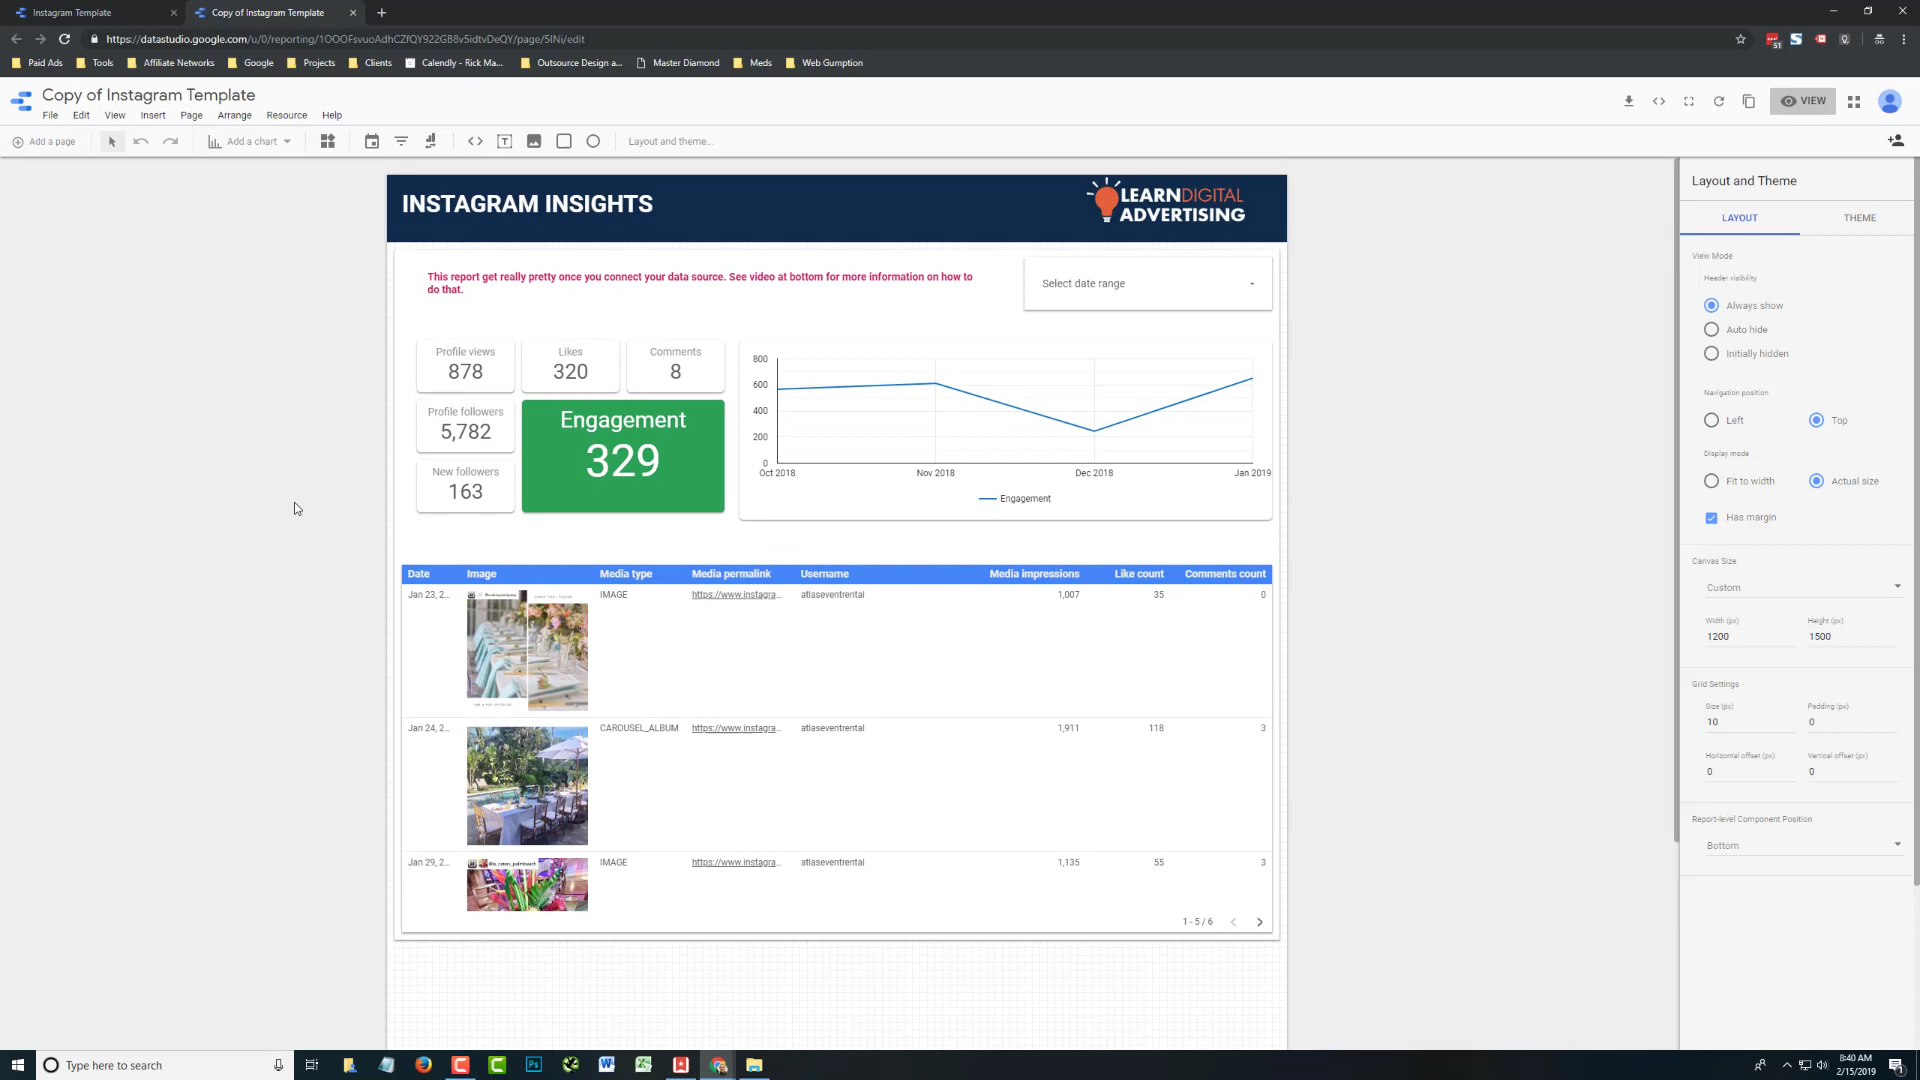 Instagram Template
Copy of Instagram Template
https://datastudio.google.com/u/0/reporting/1OOOFsvuoAdhCZfQY922GB8v5idtvDeQY/page/5lNi/edit
51
Paid Ads
Tools
Affiliate Networks
Google
Projects
Clients
Calendly - Rick Ma...
Outsource Design a...
Master Diamond
Meds
Web Gumption
Copy of Instagram Template
File Edit View Insert Page Arrange Resource Help
VIEW
Add a page
Add a chart
Layout and theme...
INSTAGRAM INSIGHTS
LEARNDIGITAL
ADVERTISING
This report get really pretty once you connect your data source. See video at bottom for more information on how to
do that.
Select date range
Profile views
878
Likes
320
Comments
8
Profile followers
5,782
Engagement
329
New followers
163
800
600
400
200
0
Oct 2018 Nov 2018 Dec 2018 Jan 2019
Engagement
Date Image Media type Media permalink Username Media impressions Like count Comments count
Jan 23, 2... IMAGE https://www.instagra... atlaseventrental 1,007 35 0
Jan 24, 2... CAROUSEL_ALBUM https://www.instagra... atlaseventrental 1,911 118 3
Jan 29, 2... IMAGE https://www.instagra... atlaseventrental 1,135 55 3
1 - 5 / 6
Layout and Theme
LAYOUT THEME
View Mode
Header visibility
Always show
Auto hide
Initially hidden
Navigation position
Left Top
Display mode
Fit to width Actual size
Has margin
Canvas Size
Custom
Width (px) Height (px)
1200 1500
Grid Settings
Size (px) Padding (px)
10 0
Horizontal offset (px) Vertical offset (px)
0 0
Report-level Component Position
Bottom
Type here to search
Ps
8:40 AM
2/15/2019